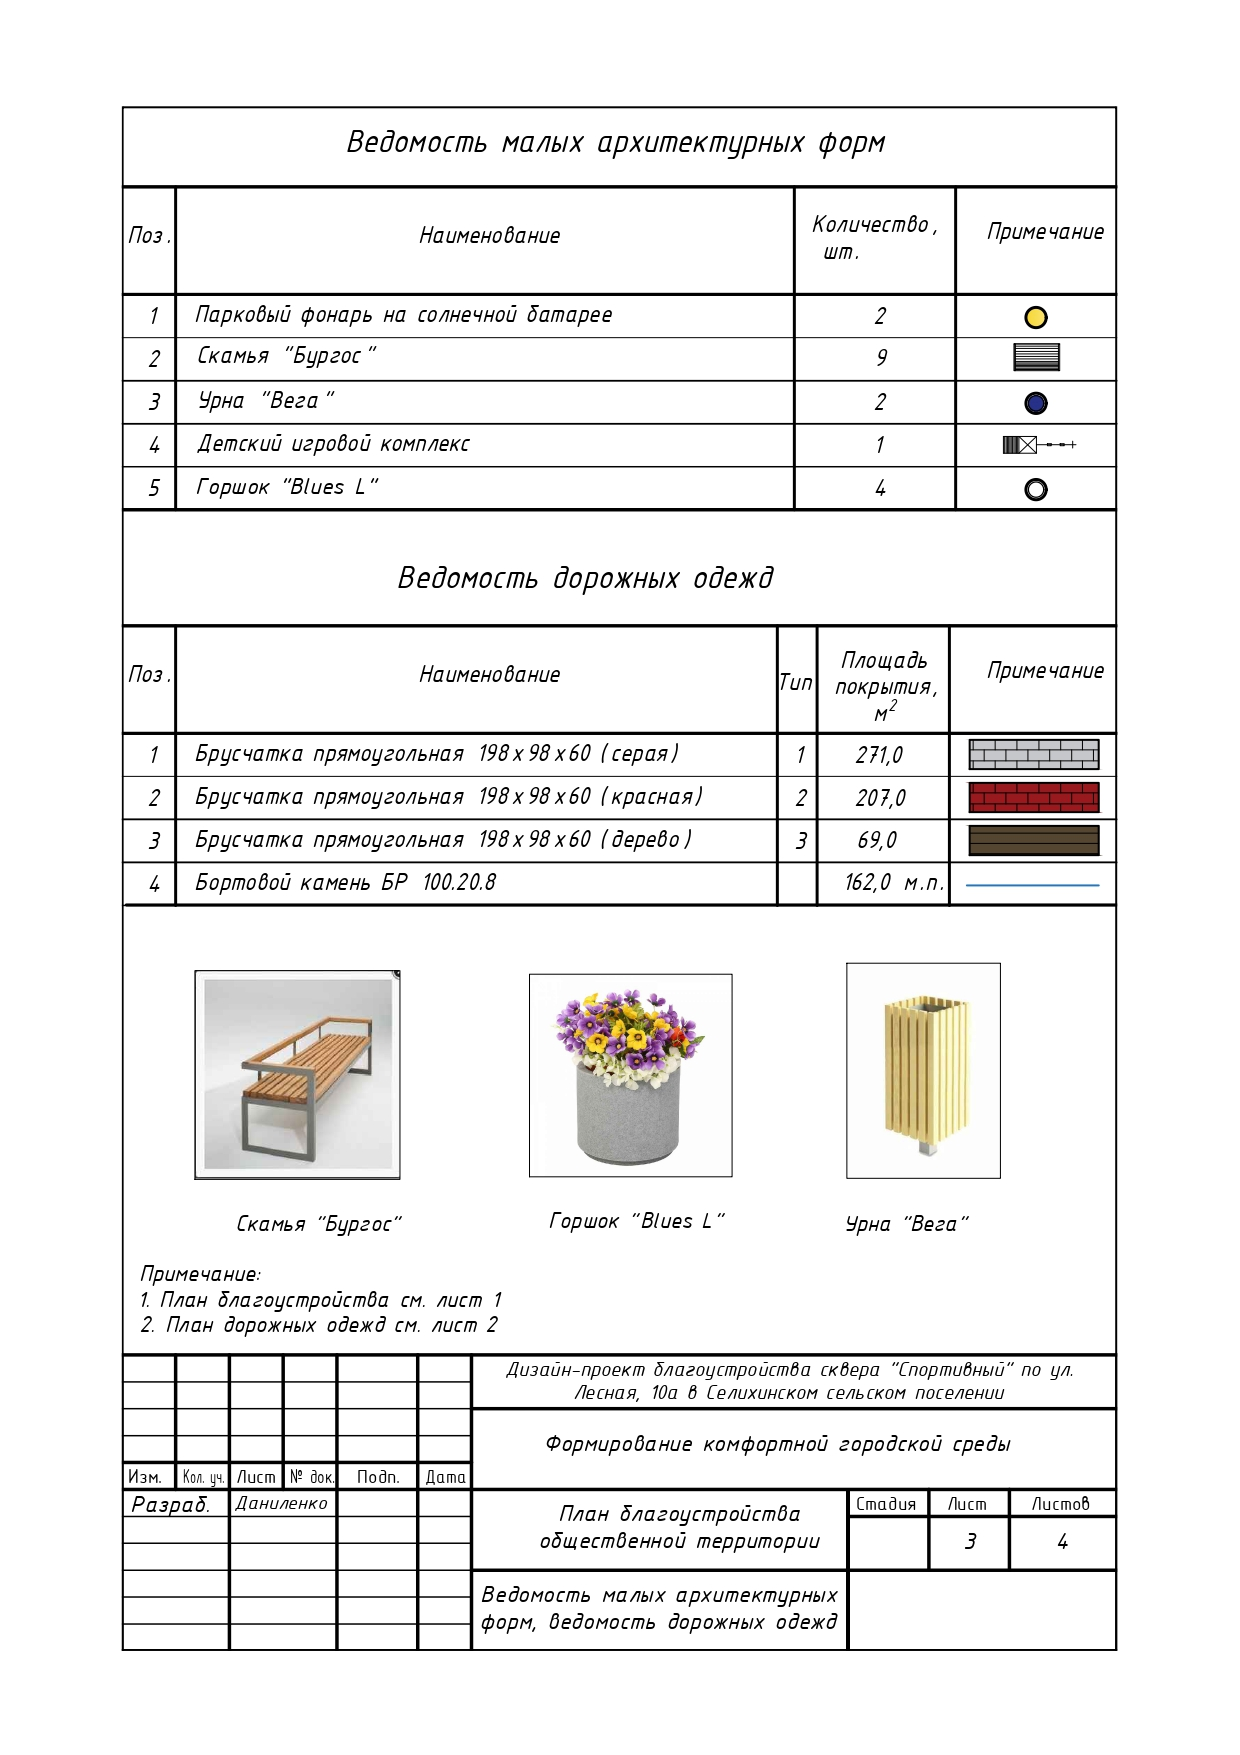 Ведомость малых архитектурных форм
Поз. Наименование Количество, шт. Примечание
1 Парковый фонарь на солнечной батарее 2
2 Скамья "Бургос" 9
3 Урна "Вега" 2
4 Детский игровой комплекс 1
5 Горшок "Blues L" 4
Ведомость дорожных одежд
Поз. Наименование Тип Площадь покрытия, м2 Примечание
1 Брусчатка прямоугольная 198х98х60 (серая) 1 271,0
2 Брусчатка прямоугольная 198х98х60 (красная) 2 207,0
3 Брусчатка прямоугольная 198х98х60 (дерево) 3 69,0
4 Бортовой камень БР 100.20.8 162,0 м.п.
Скамья "Бургос" Горшок "Blues L" Урна "Вега"
Примечание:
1. План благоустройства см. лист 1
2. План дорожных одежд см. лист 2
Дизайн-проект благоустройства сквера "Спортивный" по ул.
Лесная, 10а в Селихинском сельском поселении
Формирование комфортной городской среды
Изм. Кол. уч. Лист № док. Подп. Дата
Разраб. Даниленко
План благоустройства
общественной территории
Стадия Лист Листов
3 4
Ведомость малых архитектурных
форм, ведомость дорожных одежд